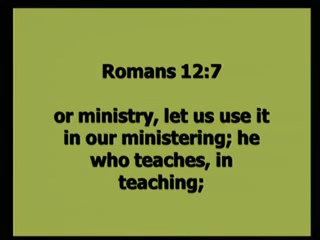 Romans 12:7
or ministry, let us use it
in our ministering; he
who teaches, in
teaching;